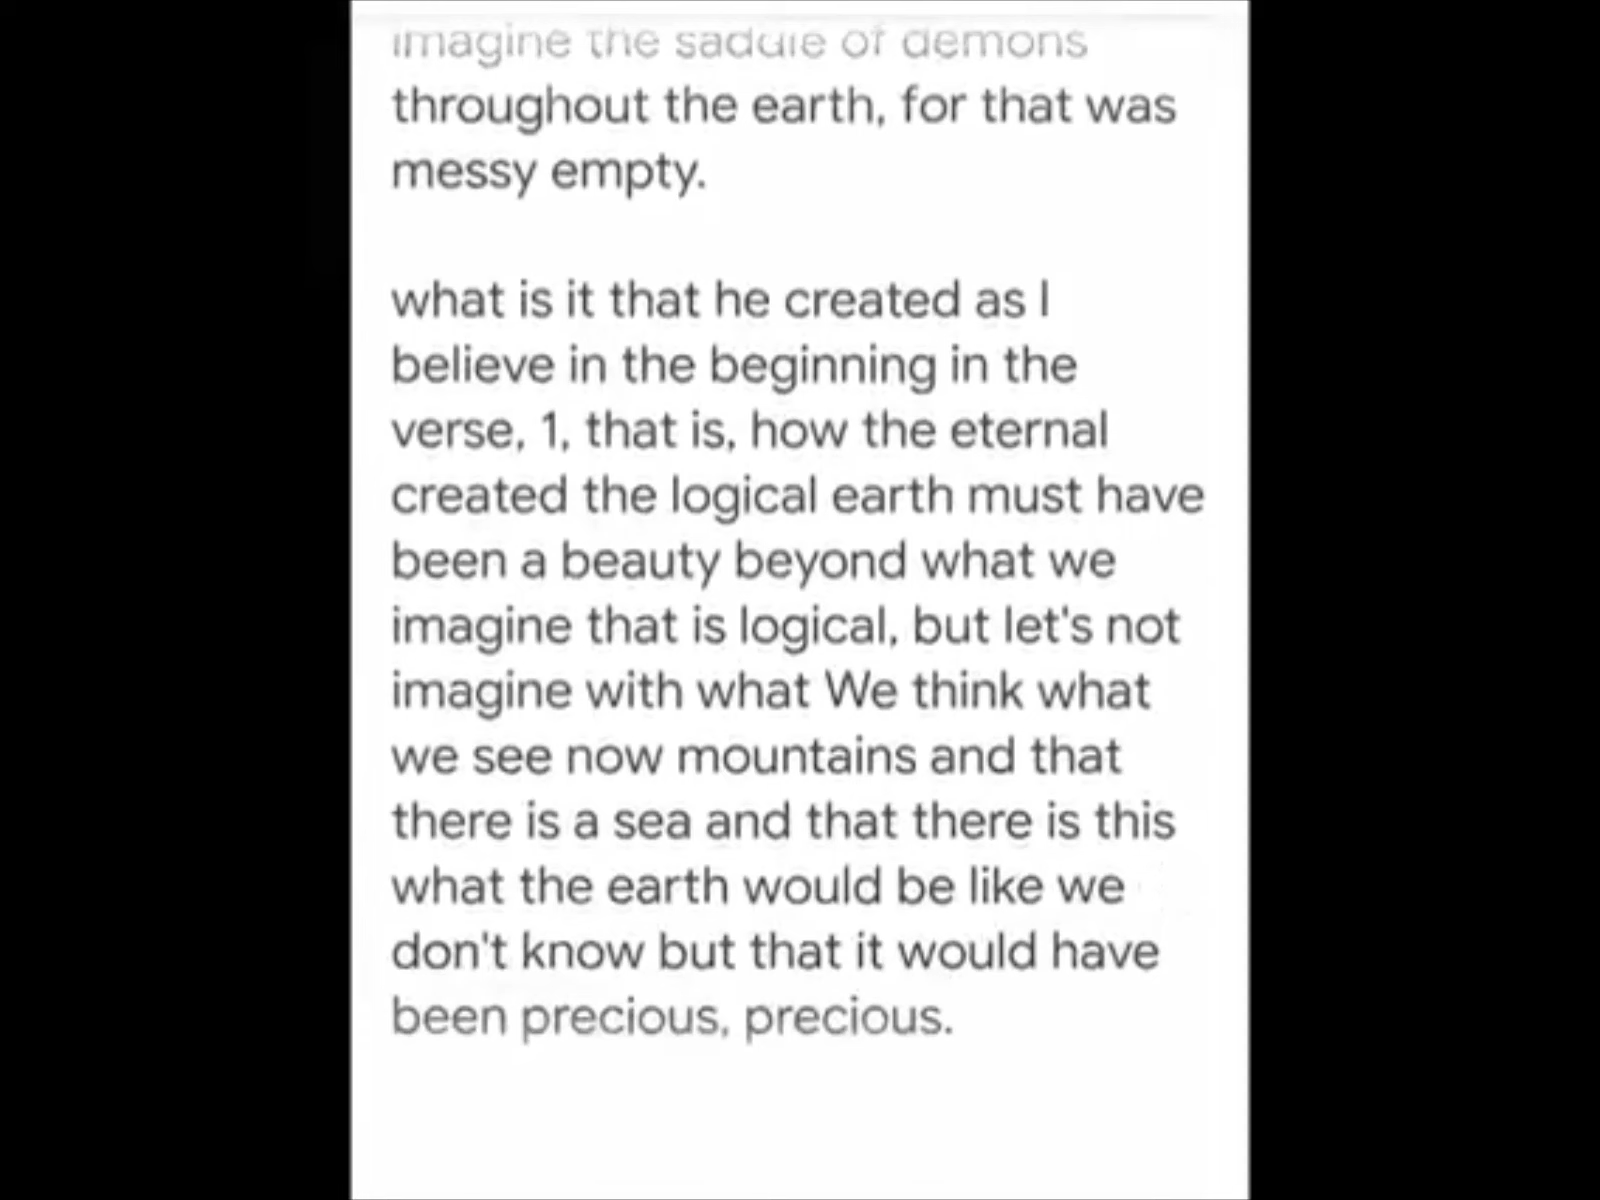 imagine the saddle of demons
throughout the earth, for that was
messy empty.
what is it that he created as I
believe in the beginning in the
verse, 1, that is, how the eternal
created the logical earth must have
been a beauty beyond what we
imagine that is logical, but let's not
imagine with what We think what
we see now mountains and that
there is a sea and that there is this
what the earth would be like we
don't know but that it would have
been precious, precious.